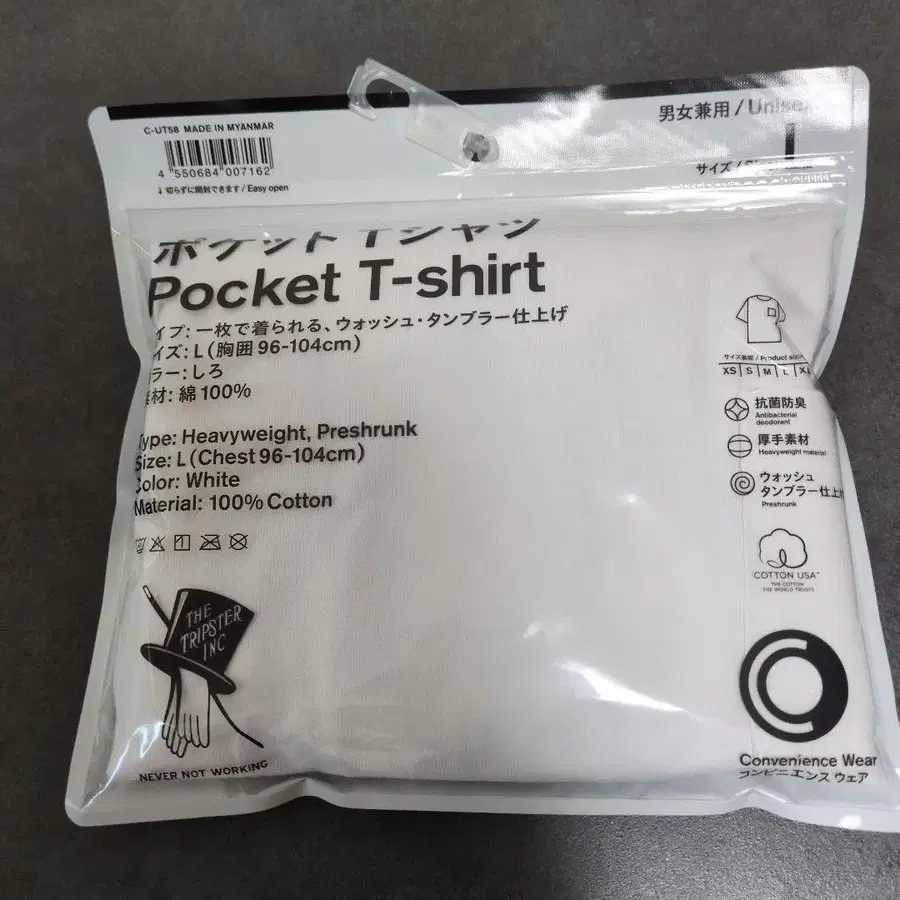 C-UT58 MADE IN MYANMAR
4 550684 007162
↓ 切らずに開封できます / Easy open
男女兼用 / Unisex
サイズ / Size
L
ポケットTシャツ
Pocket T-shirt
イプ: 一枚で着られる、ウォッシュ・タンブラー仕上げ
イズ: L (胸囲 96-104cm)
ラー: しろ
素材: 綿100%
Type: Heavyweight, Preshrunk
Size: L (Chest 96-104cm)
Color: White
Material: 100% Cotton
サイズ展開 / Product sizes
XS S M L XL
抗菌防臭
Antibacterial
deodorant
厚手素材
Heavyweight material
ウォッシュ
タンブラー仕上げ
Preshrunk
COTTON USA™
THE COTTON
THE WORLD TRUSTS
THE
TRIPSTER
INC
NEVER NOT WORKING
Convenience Wear
コンビニエンス ウェア